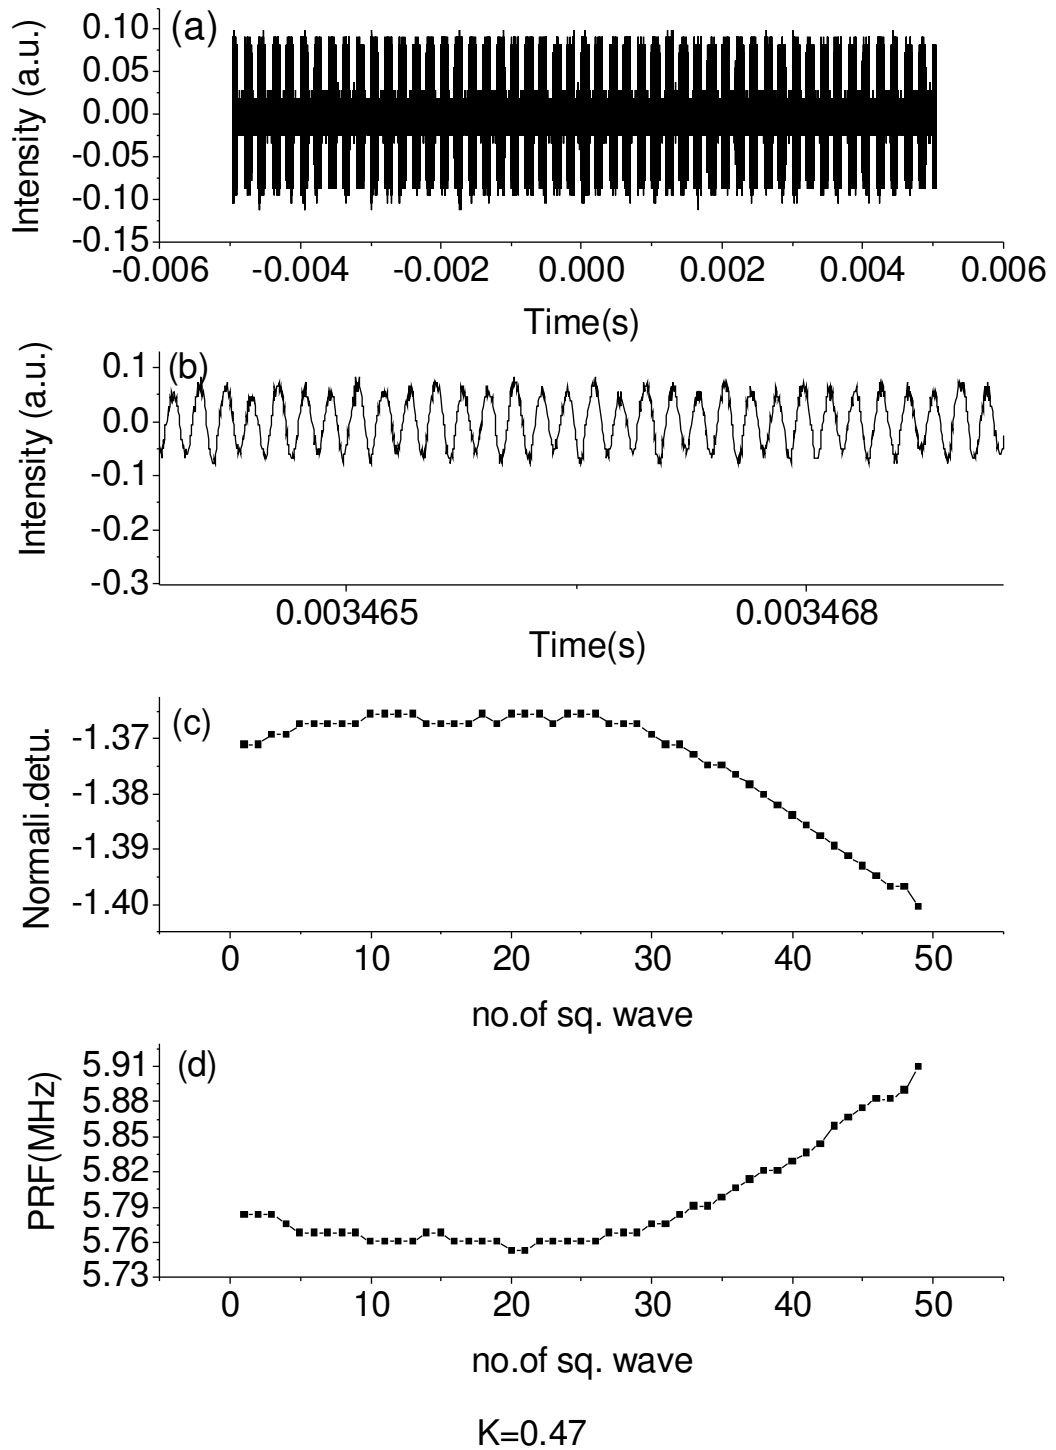 (a)
Intensity (a.u.)
0.10
0.05
0.00
-0.05
-0.10
-0.15
-0.006 -0.004 -0.002 0.000 0.002 0.004 0.006
Time(s)
(b)
Intensity (a.u.)
0.1
0.0
-0.1
-0.2
-0.3
0.003465 0.003468
Time(s)
(c)
Normali.detu.
-1.37
-1.38
-1.39
-1.40
0 10 20 30 40 50
no.of sq. wave
(d)
PRF(MHz)
5.91
5.88
5.85
5.82
5.79
5.76
5.73
0 10 20 30 40 50
no.of sq. wave
K=0.47